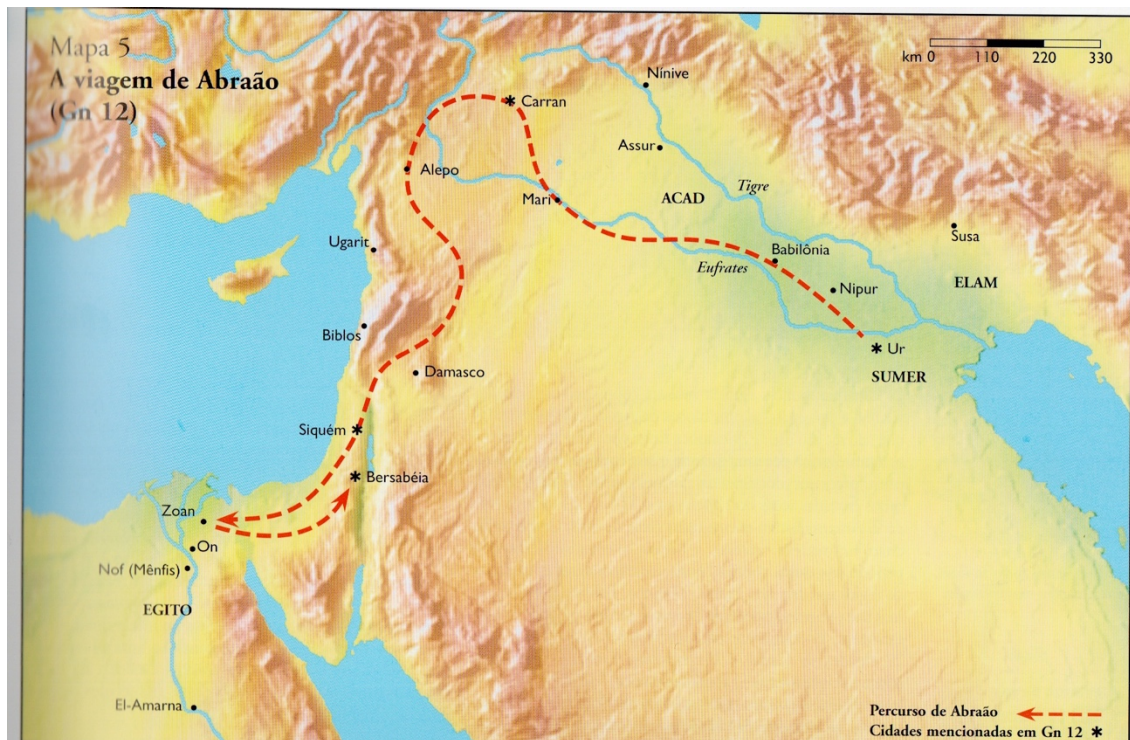 Mapa 5
A viagem de Abraão
(Gn 12)
km 0 110 220 330
Nínive
Carran
Assur
Alepo
Tigre
ACAD
Mari
Susa
Ugarit
Babilônia
Eufrates
ELAM
Nipur
Biblos
Ur
Damasco
SUMER
Siquém
Bersabéia
Zoan
On
Nof (Mênfis)
EGITO
El-Amarna
Percurso de Abraão
Cidades mencionadas em Gn 12 *